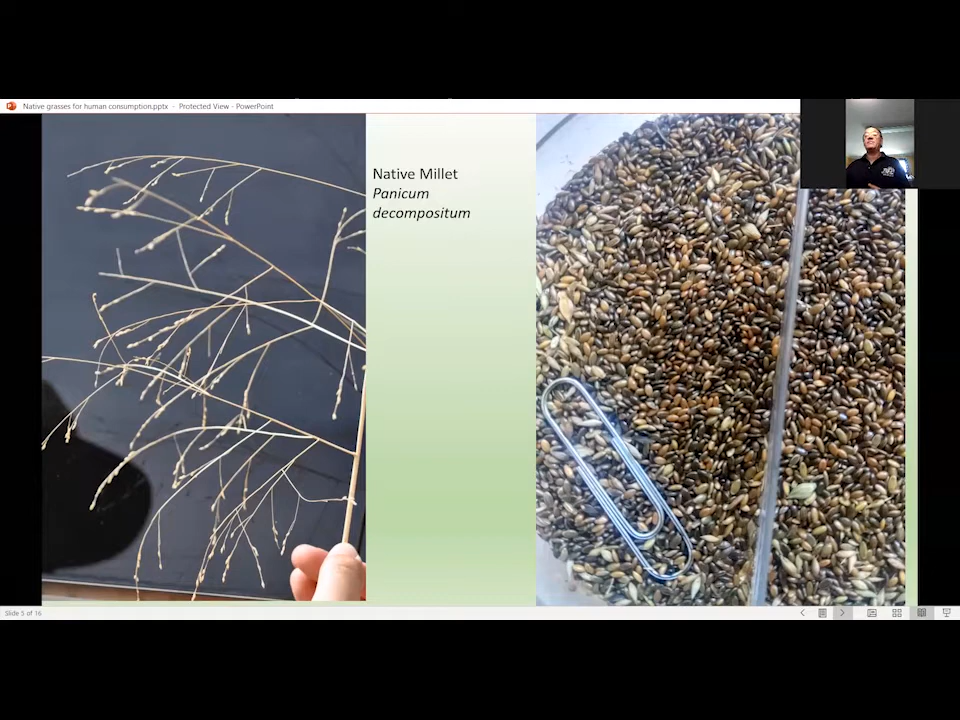 Native grasses for human consumption.pptx - Protected View - PowerPoint
Native Millet
Panicum
decompositum
Slide 5 of 16